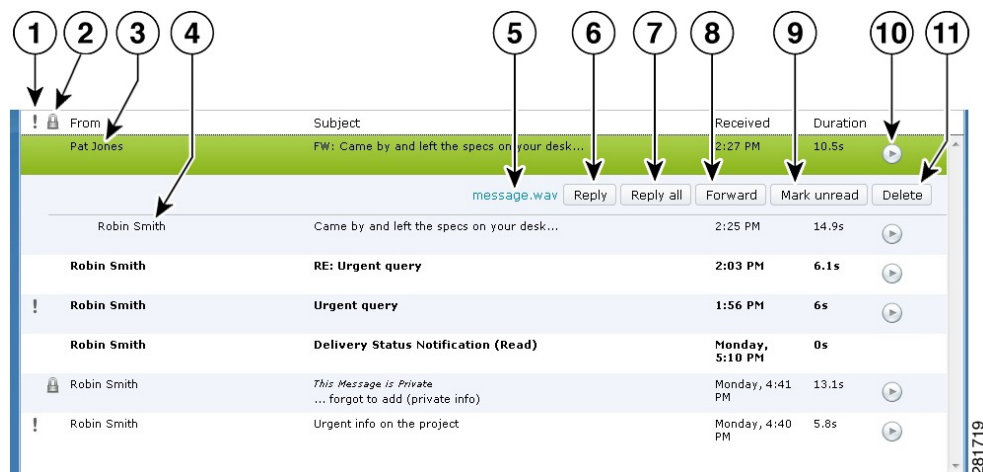 1 2 3 4 5 6 7 8 9 10 11
! From Subject Received Duration
Pat Jones FW: Came by and left the specs on your desk... 2:27 PM 10.5s
message.wav Reply Reply all Forward Mark unread Delete
Robin Smith Came by and left the specs on your desk... 2:25 PM 14.9s
Robin Smith RE: Urgent query 2:03 PM 6.1s
! Robin Smith Urgent query 1:56 PM 6s
Robin Smith Delivery Status Notification (Read) Monday, 0s
5:10 PM
Robin Smith This Message is Private Monday, 4:41 13.1s
... forgot to add (private info) PM
! Robin Smith Urgent info on the project Monday, 4:40 5.8s
PM
281719